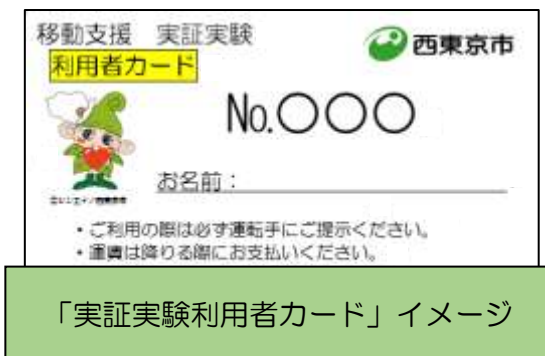 移動支援 実証実験
西東京市
利用者カード
No.〇〇〇
お名前：
・ご利用の際は必ず運転手にご提示ください。
・運賃は降りる際にお支払いください。
「実証実験利用者カード」イメージ